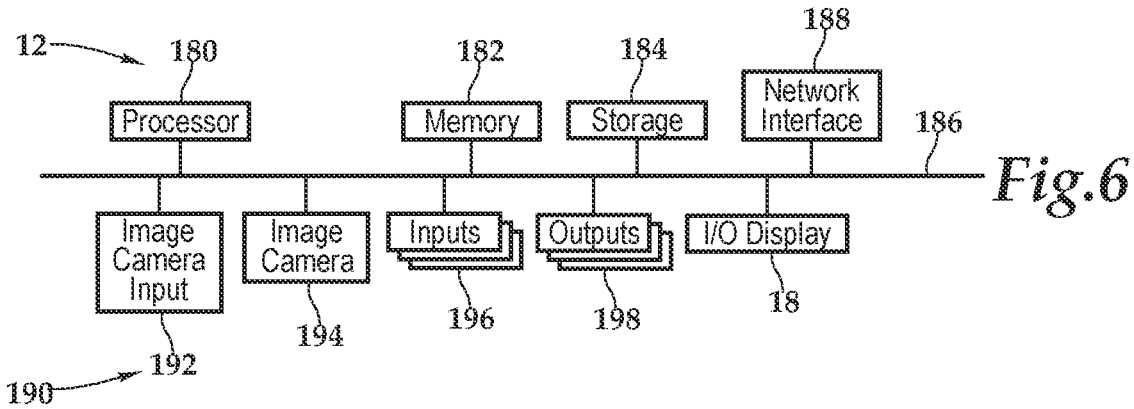 12
180
182
184
188
Processor
Memory
Storage
Network
Interface
186
Fig.6
Image
Camera
Input
Image
Camera
Inputs
Outputs
I/O Display
192
194
196
198
18
190